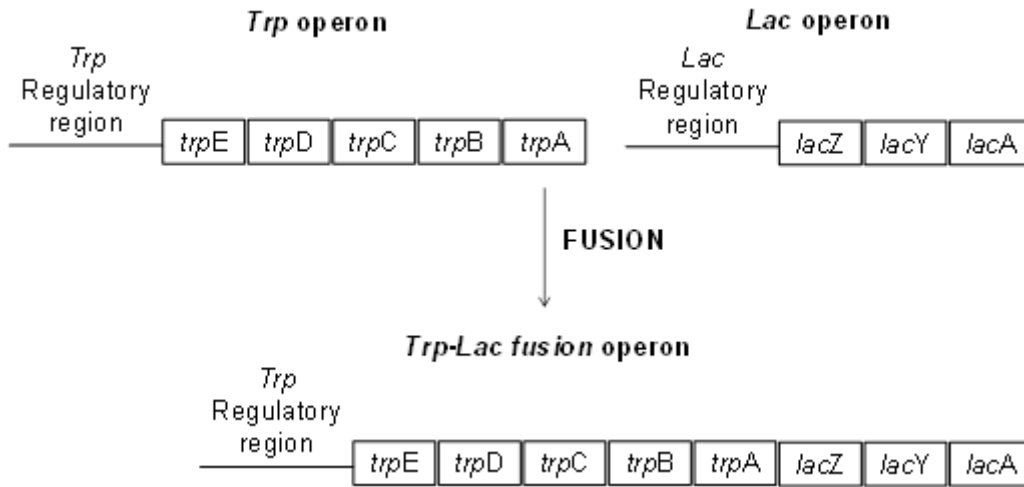 Trp operon
Lac operon
Trp
Regulatory
region
Lac
Regulatory
region
trpE trpD trpC trpB trpA
lacZ lacY lacA
FUSION
Trp-Lac fusion operon
Trp
Regulatory
region
trpE trpD trpC trpB trpA lacZ lacY lacA